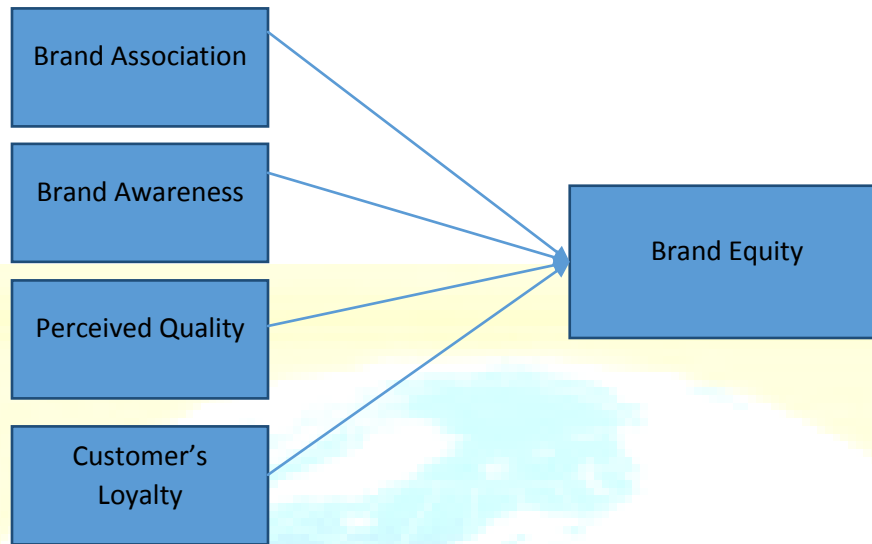 Brand Association
Brand Awareness
Brand Equity
Perceived Quality
Customer’s
Loyalty